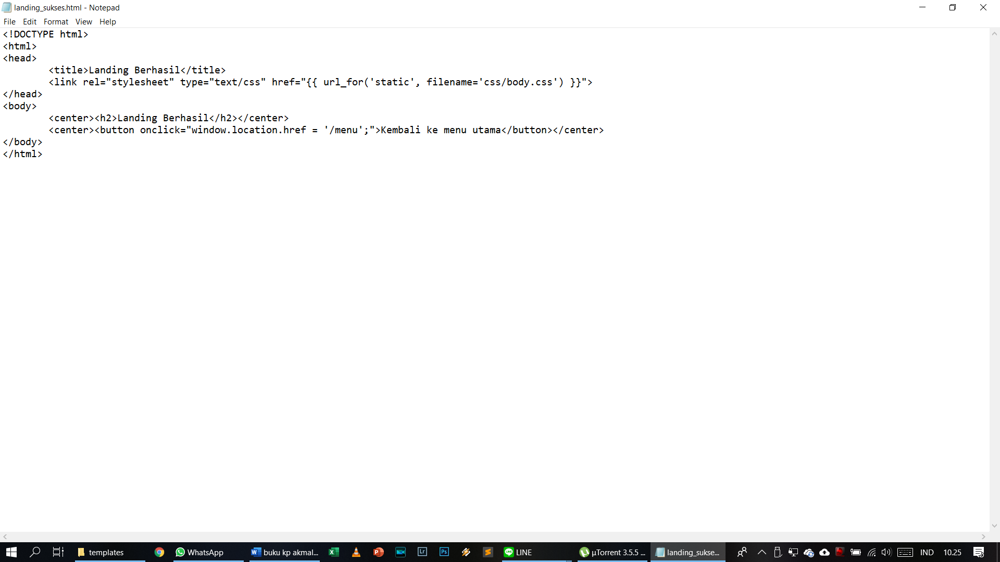 landing_sukses.html - Notepad
File Edit Format View Help
<!DOCTYPE html>
<html>
<head>
	<title>Landing Berhasil</title>
	<link rel="stylesheet" type="text/css" href="{{ url_for('static', filename='css/body.css') }}">
</head>
<body>
	<center><h2>Landing Berhasil</h2></center>
	<center><button onclick="window.location.href = '/menu';">Kembali ke menu utama</button></center>
</body>
</html>
templates WhatsApp W buku kp akmal... X P Lr Ps S LINE LINE µTorrent 3.5.5 ... landing_sukse... IND 10.25